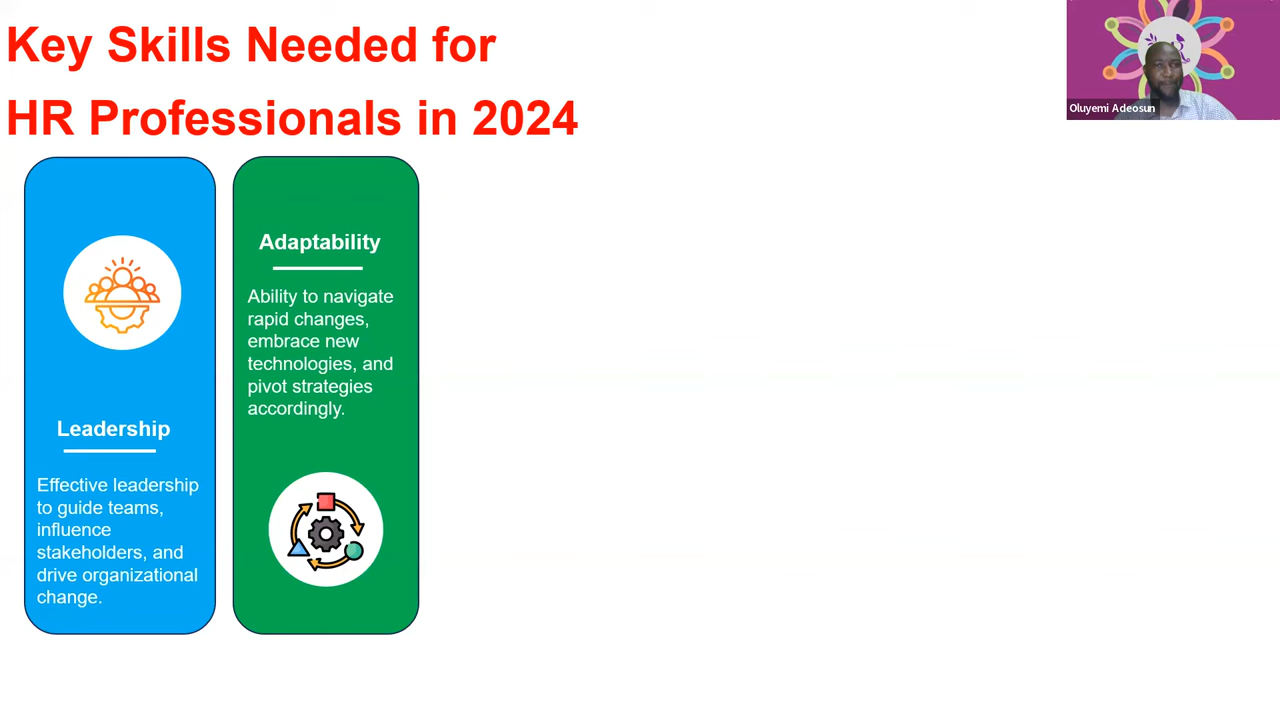 Key Skills Needed for
HR Professionals in 2024
Oluyemi Adeosun
Leadership
Effective leadership
to guide teams,
influence
stakeholders, and
drive organizational
change.
Adaptability
Ability to navigate
rapid changes,
embrace new
technologies, and
pivot strategies
accordingly.